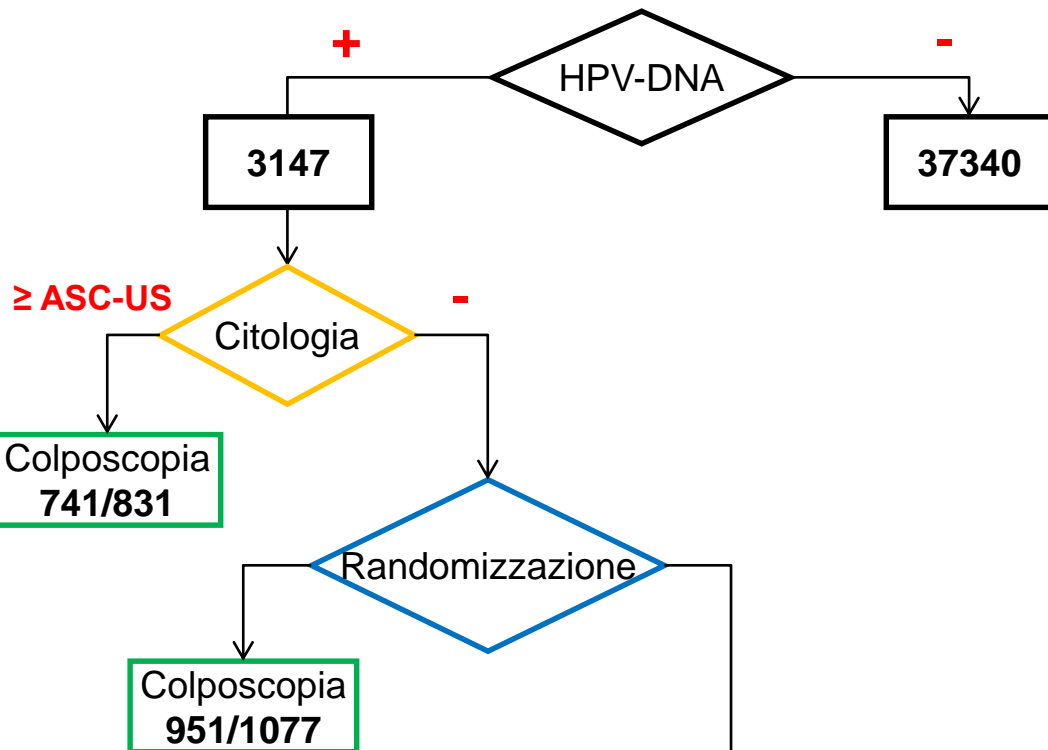 +
-
HPV-DNA
3147
37340
≥ ASC-US
-
Citologia
Colposcopia
741/831
Randomizzazione
Colposcopia
951/1077